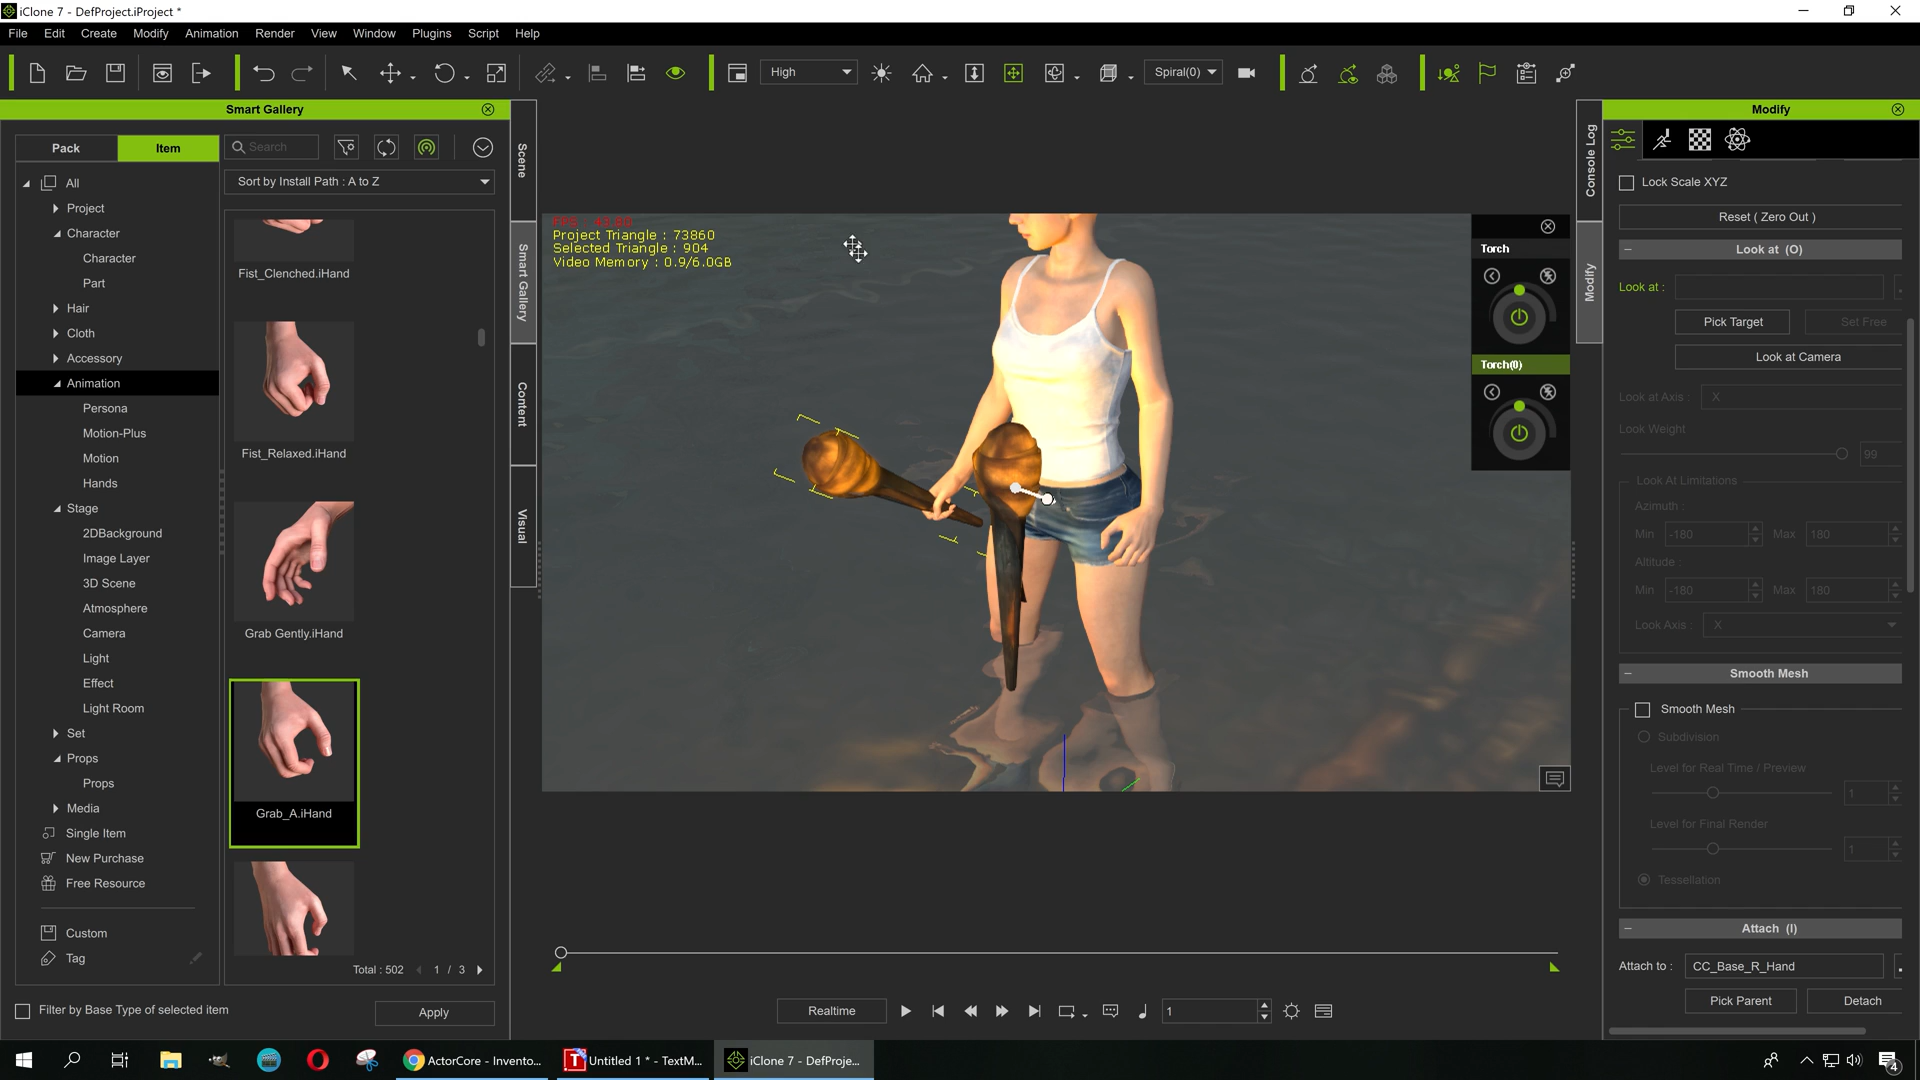 iClone 7 - DefProject.iProject *
File Edit Create Modify Animation Render View Window Plugins Script Help
High
Spiral(0)
Smart Gallery
Pack Item
Search
Sort by Install Path : A to Z
All
Project
Character
Character
Part
Hair
Cloth
Accessory
Animation
Persona
Motion-Plus
Motion
Hands
Stage
2DBackground
Image Layer
3D Scene
Atmosphere
Camera
Light
Effect
Light Room
Set
Props
Props
Media
Single Item
New Purchase
Free Resource
Custom
Tag
Fist_Clenched.iHand
Fist_Relaxed.iHand
Grab Gently.iHand
Grab_A.iHand
Total : 502 1 / 3
Filter by Base Type of selected item
Apply
Scene
Smart Gallery
Content
Visual
Project Triangle : 73860
Selected Triangle : 904
Video Memory : 0.9/6.0GB
Torch
Torch(0)
Realtime
1
Console Log
Modify
Modify
Lock Scale XYZ
Reset ( Zero Out )
Look at (O)
Look at :
Pick Target Set Free
Look at Camera
Look at Axis : X
Look Weight
99
Look At Limitations
Azimuth :
Min -180 Max 180
Altitude :
Min -180 Max 180
Look Axis : X
Smooth Mesh
Smooth Mesh
Subdivision
Level for Real Time / Preview
1
Level for Final Render
1
Tessellation
Attach (I)
Attach to : CC_Base_R_Hand
Pick Parent Detach
ActorCore - Invento...
Untitled 1 * - TextM...
iClone 7 - DefProje...
4